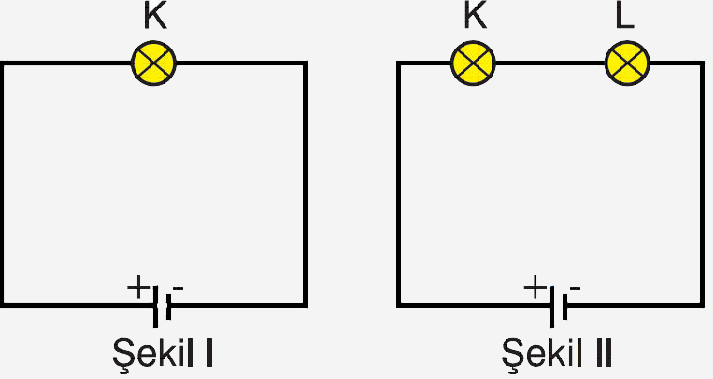 K
K L
+ -
+ -
Şekil I
Şekil II